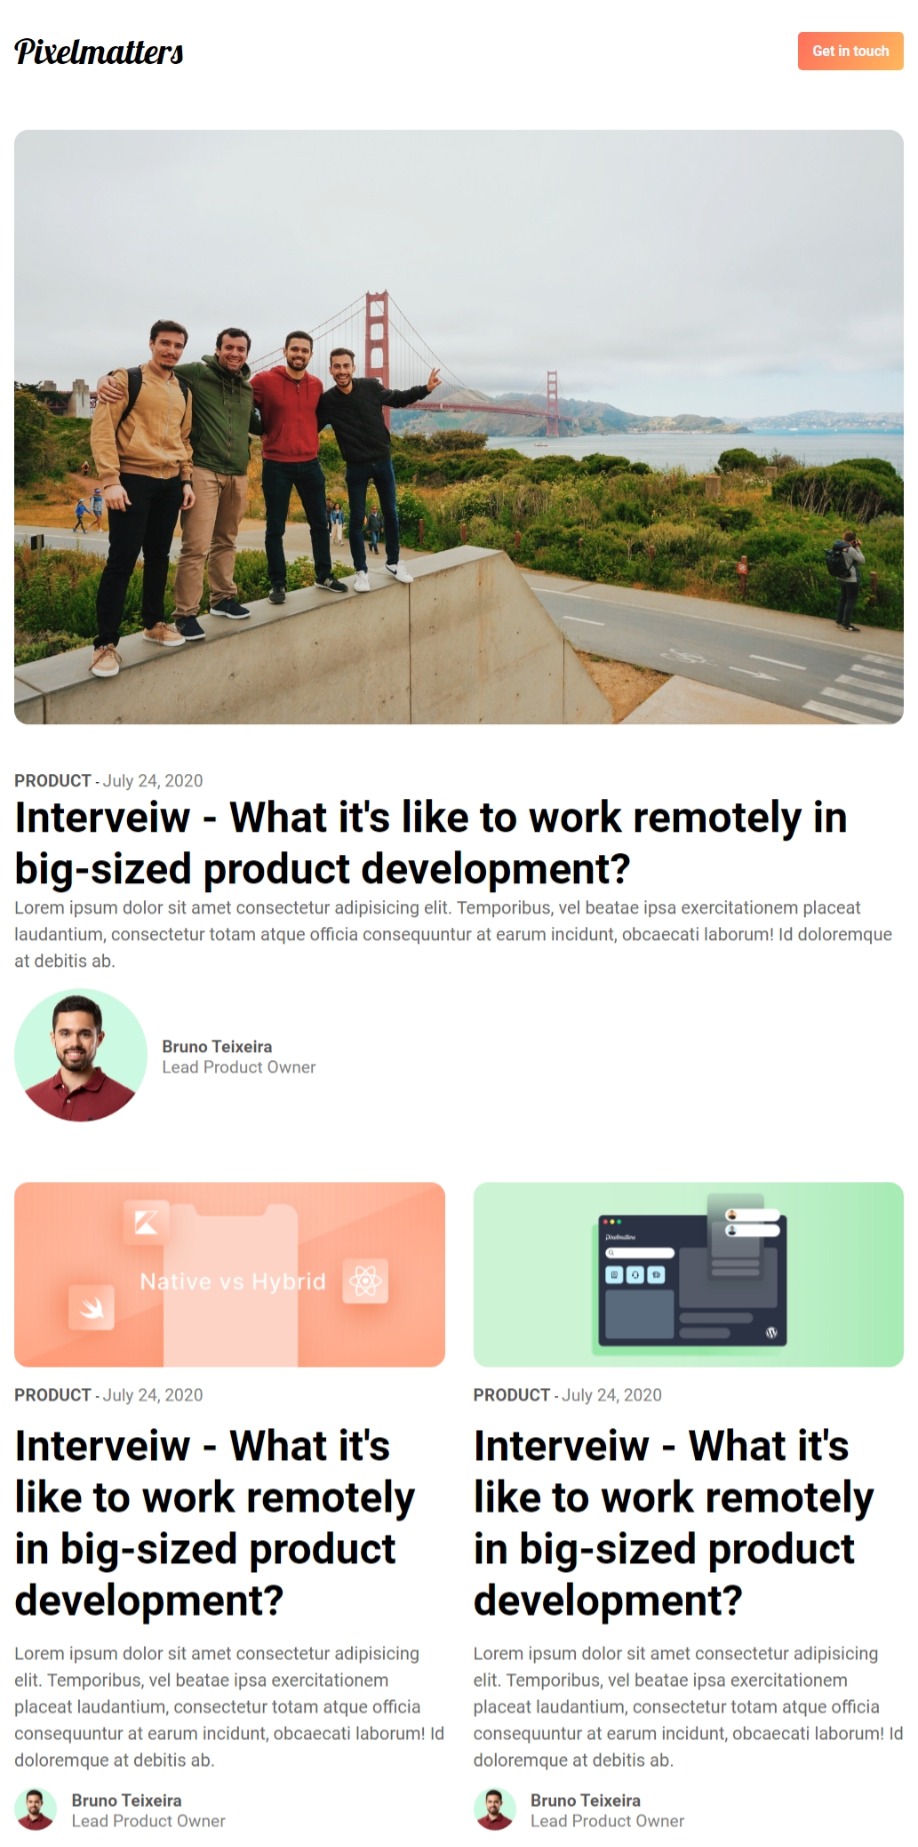 Pixelmatters
Get in touch
PRODUCT - July 24, 2020
Interveiw - What it's like to work remotely in
big-sized product development?
Lorem ipsum dolor sit amet consectetur adipisicing elit. Temporibus, vel beatae ipsa exercitationem placeat
laudantium, consectetur totam atque officia consequuntur at earum incidunt, obcaecati laborum! Id doloremque
at debitis ab.
Bruno Teixeira
Lead Product Owner
Native vs Hybrid
PRODUCT - July 24, 2020
Interveiw - What it's
like to work remotely
in big-sized product
development?
Lorem ipsum dolor sit amet consectetur adipisicing
elit. Temporibus, vel beatae ipsa exercitationem
placeat laudantium, consectetur totam atque officia
consequuntur at earum incidunt, obcaecati laborum! Id
doloremque at debitis ab.
Bruno Teixeira
Lead Product Owner
Pixelmatters
PRODUCT - July 24, 2020
Interveiw - What it's
like to work remotely
in big-sized product
development?
Lorem ipsum dolor sit amet consectetur adipisicing
elit. Temporibus, vel beatae ipsa exercitationem
placeat laudantium, consectetur totam atque officia
consequuntur at earum incidunt, obcaecati laborum! Id
doloremque at debitis ab.
Bruno Teixeira
Lead Product Owner